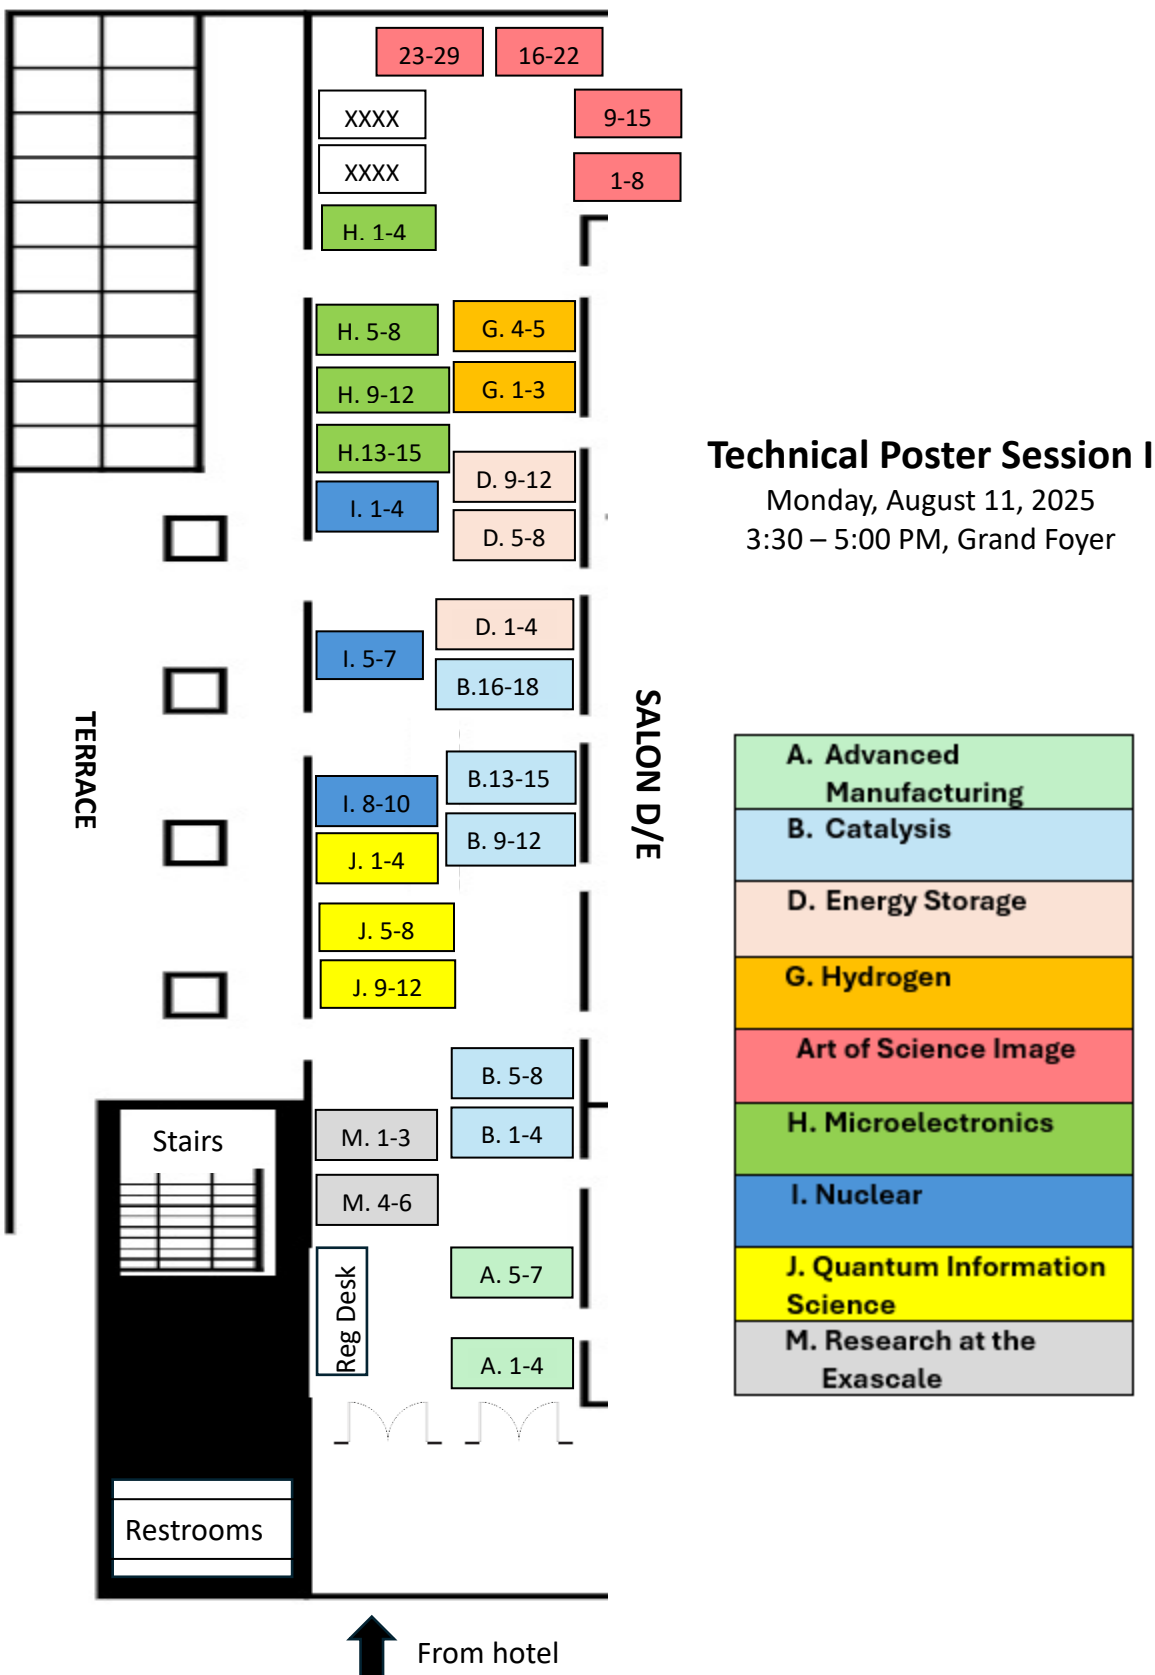 23-29
16-22
XXXX
9-15
XXXX
1-8
H. 1-4
H. 5-8
G. 4-5
H. 9-12
G. 1-3
H.13-15
D. 9-12
I. 1-4
D. 5-8
Technical Poster Session I
Monday, August 11, 2025
3:30 – 5:00 PM, Grand Foyer
D. 1-4
I. 5-7
B.16-18
TERRACE
SALON D/E
B.13-15
I. 8-10
B. 9-12
J. 1-4
J. 5-8
J. 9-12
B. 5-8
Stairs
M. 1-3
B. 1-4
M. 4-6
A. 5-7
Reg Desk
A. 1-4
Restrooms
From hotel
A. Advanced
Manufacturing
B. Catalysis
D. Energy Storage
G. Hydrogen
Art of Science Image
H. Microelectronics
I. Nuclear
J. Quantum Information
Science
M. Research at the
Exascale